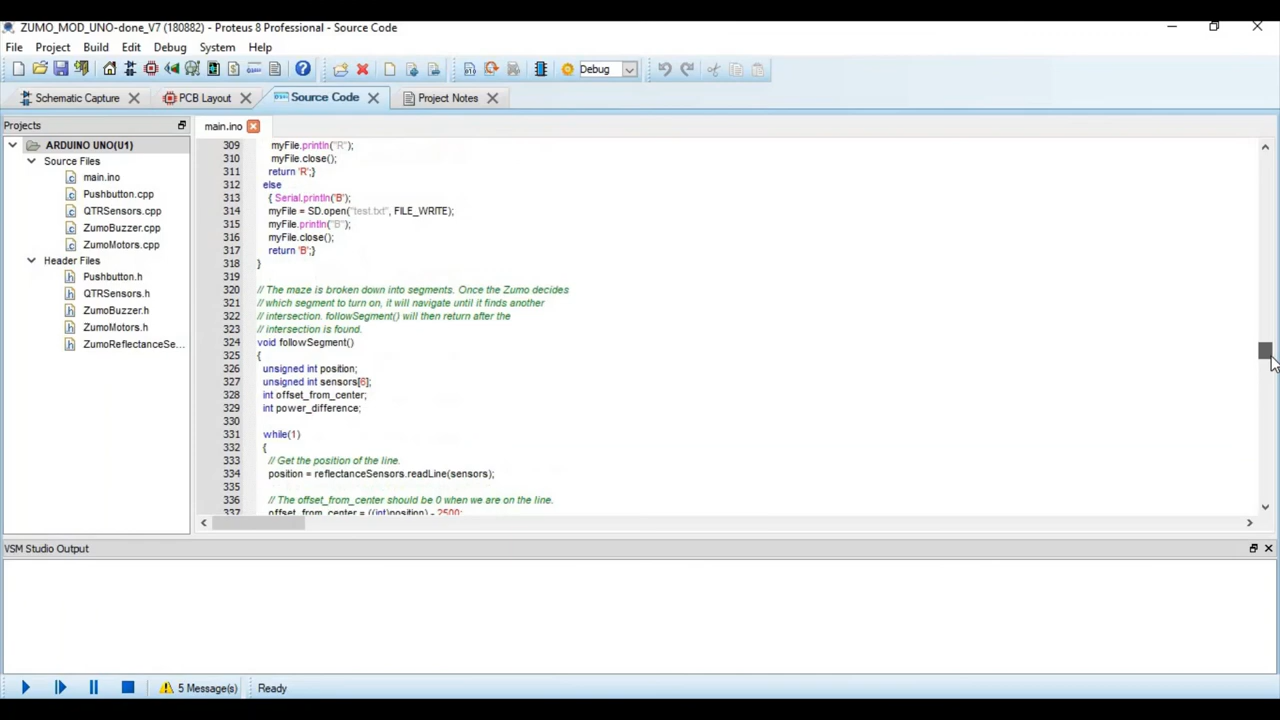 ZUMO_MOD_UNO-done_V7 (180882) - Proteus 8 Professional - Source Code
File Project Build Edit Debug System Help
Debug
Schematic Capture PCB Layout Source Code Project Notes
Projects
main.ino
ARDUINO UNO(U1)
Source Files
main.ino
Pushbutton.cpp
QTRSensors.cpp
ZumoBuzzer.cpp
ZumoMotors.cpp
Header Files
Pushbutton.h
QTRSensors.h
ZumoBuzzer.h
ZumoMotors.h
ZumoReflectanceSe...
309 myFile.println("R");
310 myFile.close();
311 return 'R';}
312 else
313 { Serial.println('B');
314 myFile = SD.open("test.txt", FILE_WRITE);
315 myFile.println("B");
316 myFile.close();
317 return 'B';}
318 }
319
320 // The maze is broken down into segments. Once the Zumo decides
321 // which segment to turn on, it will navigate until it finds another
322 // intersection. followSegment() will then return after the
323 // intersection is found.
324 void followSegment()
325 {
326 unsigned int position;
327 unsigned int sensors[6];
328 int offset_from_center;
329 int power_difference;
330
331 while(1)
332 {
333 // Get the position of the line.
334 position = reflectanceSensors.readLine(sensors);
335
336 // The offset_from_center should be 0 when we are on the line.
337 offset_from_center = ((int)position) - 2500;
VSM Studio Output
5 Message(s) Ready